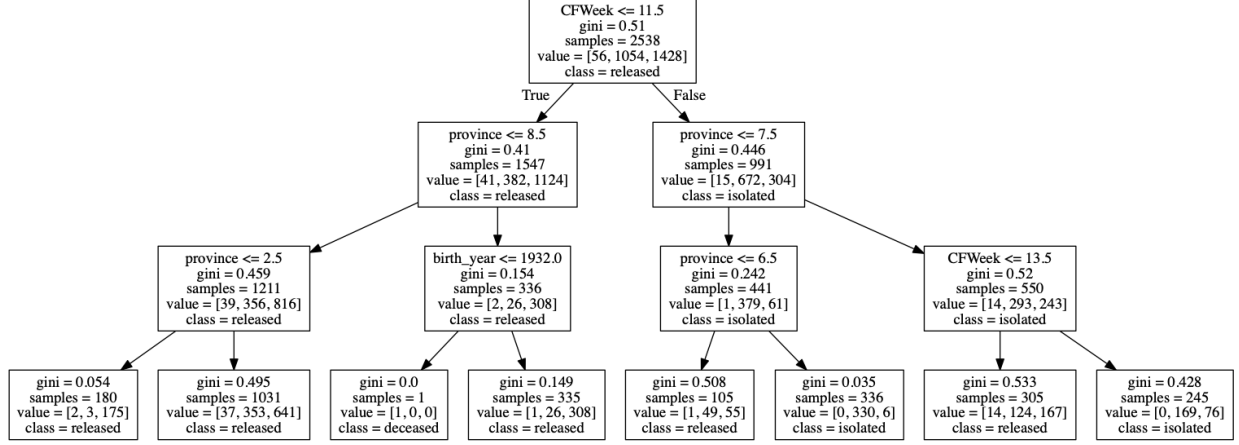 CFWeek <= 11.5
gini = 0.51
samples = 2538
value = [56, 1054, 1428]
class = released
True
False
province <= 8.5
gini = 0.41
samples = 1547
value = [41, 382, 1124]
class = released
province <= 7.5
gini = 0.446
samples = 991
value = [15, 672, 304]
class = isolated
province <= 2.5
gini = 0.459
samples = 1211
value = [39, 356, 816]
class = released
birth_year <= 1932.0
gini = 0.154
samples = 336
value = [2, 26, 308]
class = released
province <= 6.5
gini = 0.242
samples = 441
value = [1, 379, 61]
class = isolated
CFWeek <= 13.5
gini = 0.52
samples = 550
value = [14, 293, 243]
class = isolated
gini = 0.054
samples = 180
value = [2, 3, 175]
class = released
gini = 0.495
samples = 1031
value = [37, 353, 641]
class = released
gini = 0.0
samples = 1
value = [1, 0, 0]
class = deceased
gini = 0.149
samples = 335
value = [1, 26, 308]
class = released
gini = 0.508
samples = 105
value = [1, 49, 55]
class = released
gini = 0.035
samples = 336
value = [0, 330, 6]
class = isolated
gini = 0.533
samples = 305
value = [14, 124, 167]
class = released
gini = 0.428
samples = 245
value = [0, 169, 76]
class = isolated